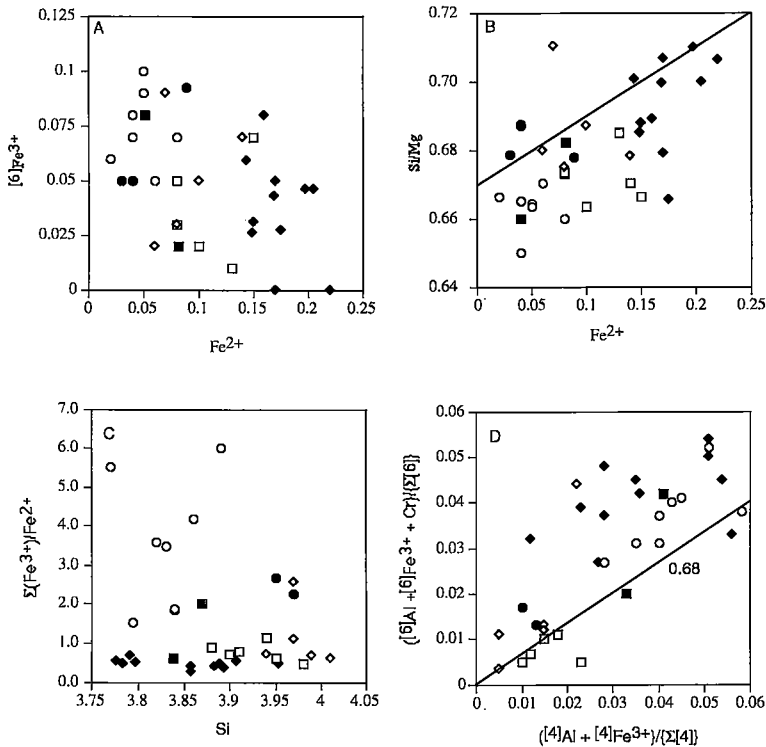 A
0.125
0.1
0.075
0.05
0.025
0
[6]Fe3+
0 0.05 0.1 0.15 0.2 0.25
Fe2+
B
0.72
0.70
0.68
0.66
0.64
Si/Mg
0 0.05 0.1 0.15 0.2 0.25
Fe2+
C
7.0
6.0
5.0
4.0
3.0
2.0
1.0
0.0
Σ(Fe3+)/Fe2+
3.75 3.8 3.85 3.9 3.95 4 4.05
Si
D
0.06
0.05
0.04
0.03
0.02
0.01
0
([6]Al +[6]Fe3+ + Cr)/{Σ[6]}
0.68
0 0.01 0.02 0.03 0.04 0.05 0.06
([4]Al + [4]Fe3+)/{Σ[4]}